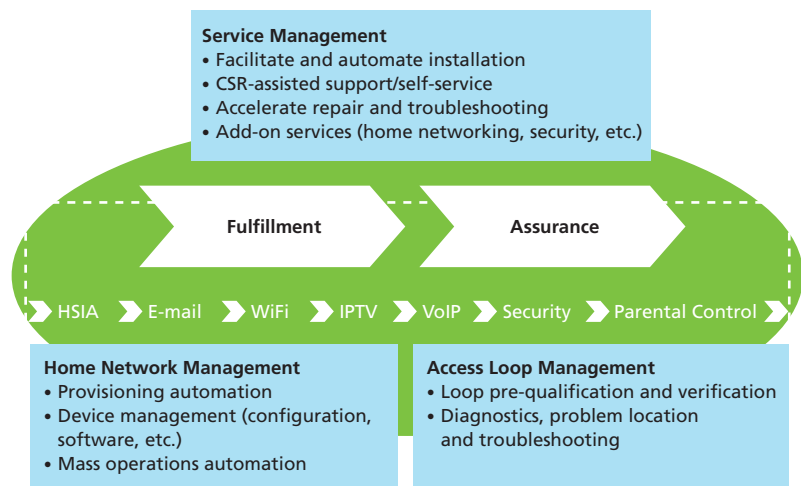 Service Management
• Facilitate and automate installation
• CSR-assisted support/self-service
• Accelerate repair and troubleshooting
• Add-on services (home networking, security, etc.)
Fulfillment
Assurance
HSIA
E-mail
WiFi
IPTV
VoIP
Security
Parental Control
Home Network Management
• Provisioning automation
• Device management (configuration,
software, etc.)
• Mass operations automation
Access Loop Management
• Loop pre-qualification and verification
• Diagnostics, problem location
and troubleshooting